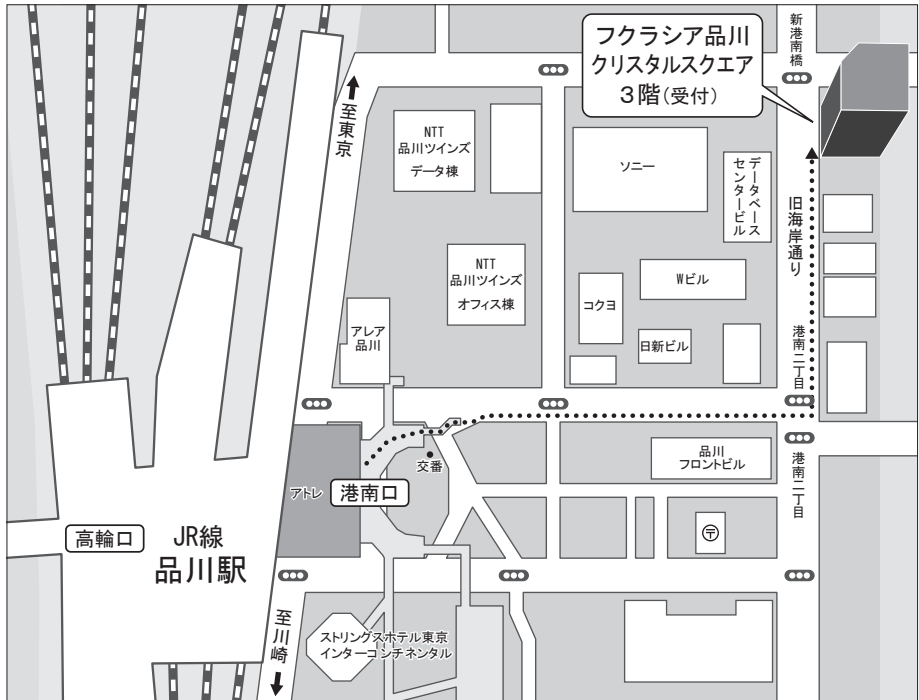 フクラシア品川
クリスタルスクエア
3階(受付)
新港南橋
至東京
NTT
品川ツインズ
データ棟
ソニー
データベース
センタービル
旧海岸通り
NTT
品川ツインズ
オフィス棟
Wビル
コクヨ
アレア
品川
日新ビル
港南二丁目
交番
品川
フロントビル
港南二丁目
アトレ
港南口
高輪口
JR線
品川駅
〒
至川崎
ストリングスホテル東京
インターコンチネンタル